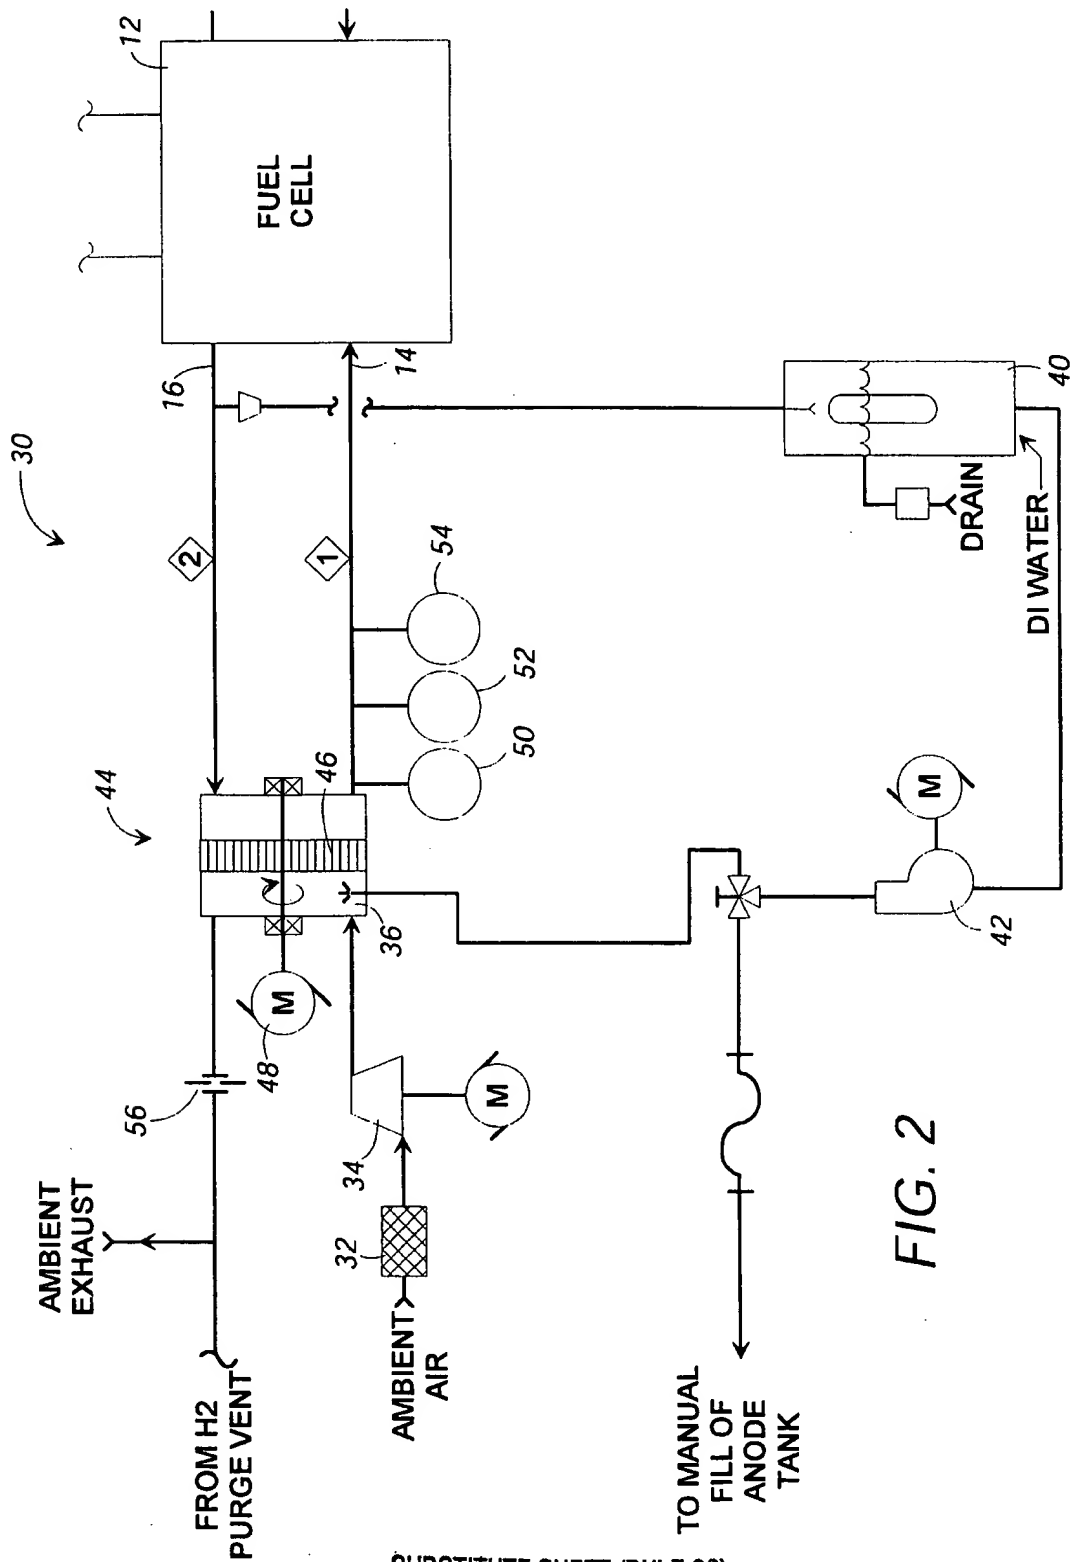 30
12
FUEL
CELL
16
14
2
1
44
46
54
52
50
36
48
56
34
32
AMBIENT
EXHAUST
AMBIENT
AIR
FROM H2
PURGE VENT
M
M
M
40
DRAIN
DI WATER
42
TO MANUAL
FILL OF
ANODE
TANK
FIG. 2